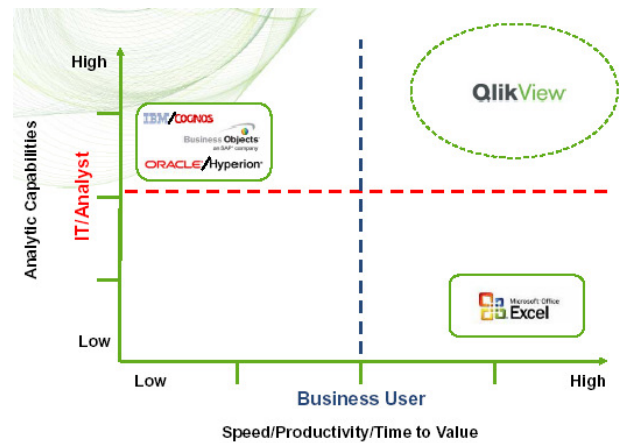 High
IBM/COGNOS
Business Objects
an SAP company
ORACLE/Hyperion
QlikView
Analytic Capabilities
IT/Analyst
Microsoft Office
Excel
Low
Low
High
Business User
Speed/Productivity/Time to Value